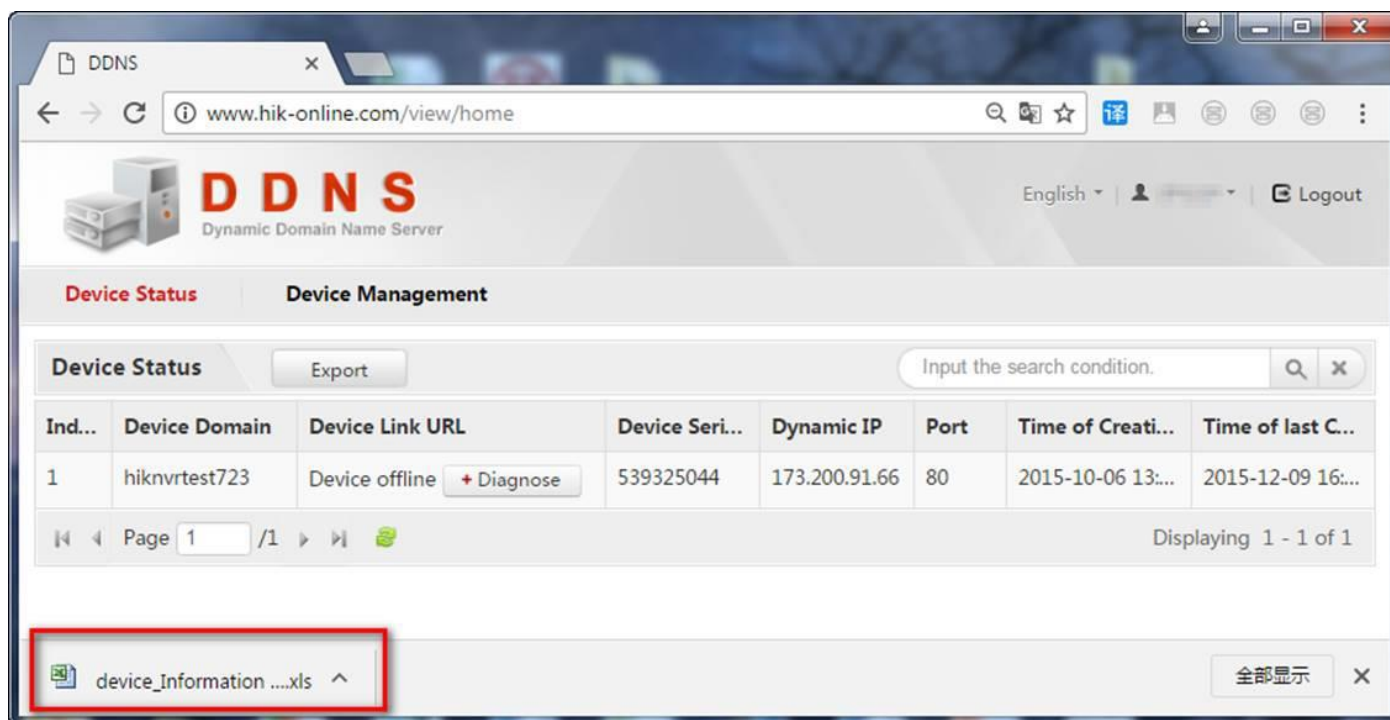 DDNS
www.hik-online.com/view/home
译
DDNS
Dynamic Domain Name Server
English
Logout
Device Status
Device Management
Device Status
Export
Input the search condition.
Ind... Device Domain Device Link URL Device Seri... Dynamic IP Port Time of Creati... Time of last C...
1 hiknvrtest723 Device offline + Diagnose 539325044 173.200.91.66 80 2015-10-06 13:... 2015-12-09 16:...
Page 1 /1
Displaying 1 - 1 of 1
device_Information ....xls
全部显示